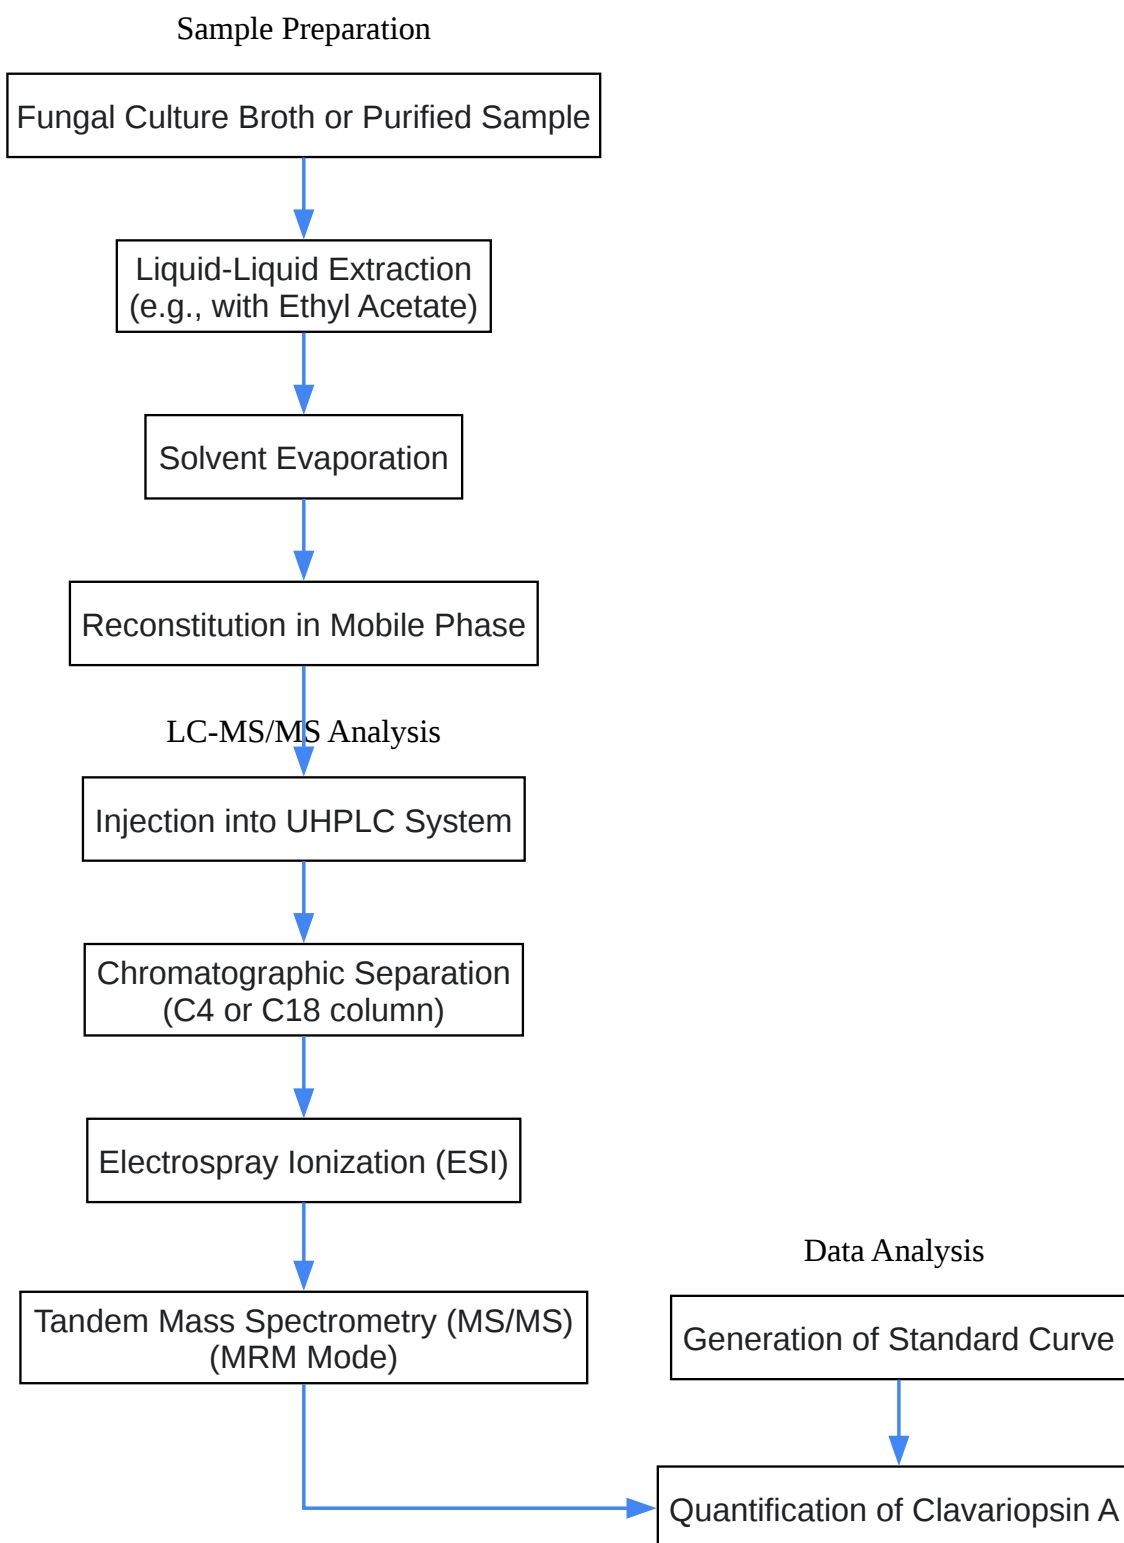 Sample Preparation
Fungal Culture Broth or Purified Sample
Liquid-Liquid Extraction
(e.g., with Ethyl Acetate)
Solvent Evaporation
Reconstitution in Mobile Phase
LC-MS/MS Analysis
Injection into UHPLC System
Chromatographic Separation
(C4 or C18 column)
Electrospray Ionization (ESI)
Tandem Mass Spectrometry (MS/MS)
(MRM Mode)
Data Analysis
Generation of Standard Curve
Quantification of Clavariopsin A